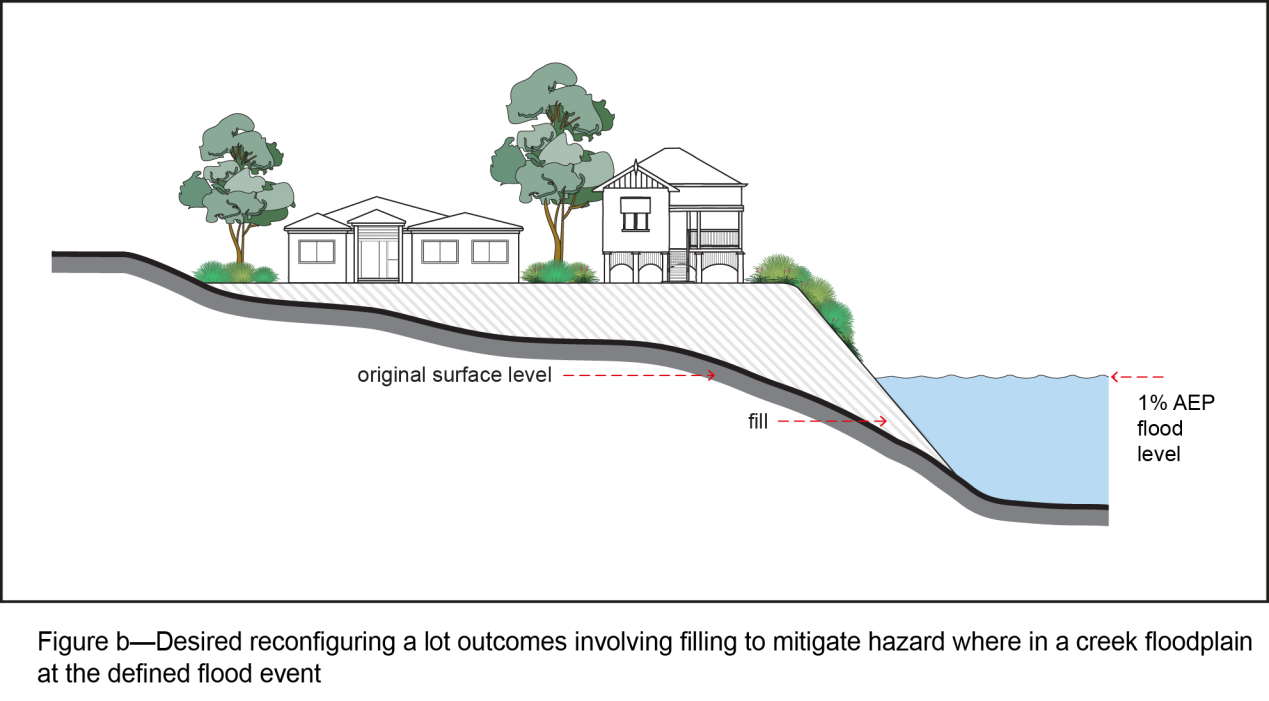 original surface level
fill
1% AEP
flood
level
Figure b—Desired reconfiguring a lot outcomes involving filling to mitigate hazard where in a creek floodplain
at the defined flood event